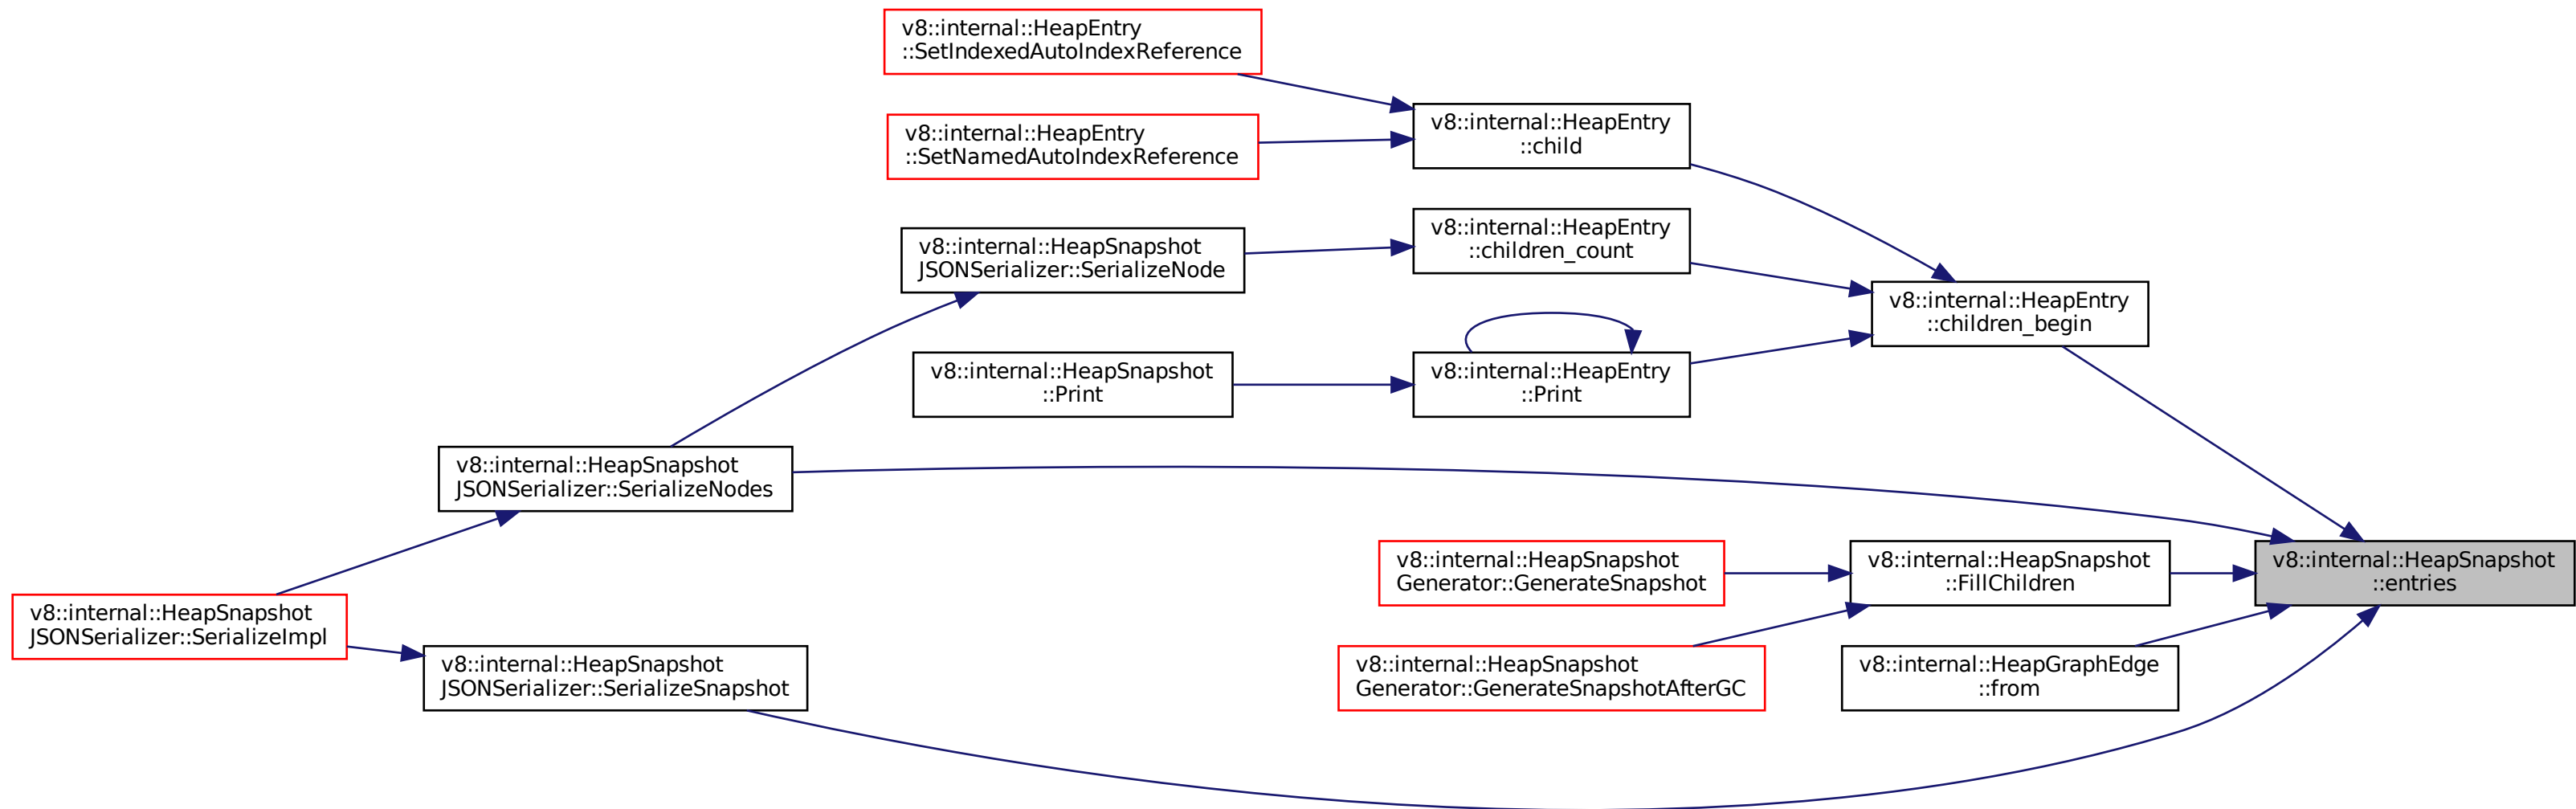 v8::internal::HeapEntry
::SetIndexedAutoIndexReference
v8::internal::HeapEntry
::child
v8::internal::HeapEntry
::SetNamedAutoIndexReference
v8::internal::HeapEntry
::children_count
v8::internal::HeapSnapshot
JSONSerializer::SerializeNode
v8::internal::HeapEntry
::children_begin
v8::internal::HeapSnapshot
::Print
v8::internal::HeapEntry
::Print
v8::internal::HeapSnapshot
JSONSerializer::SerializeNodes
v8::internal::HeapSnapshot
Generator::GenerateSnapshot
v8::internal::HeapSnapshot
::FillChildren
v8::internal::HeapSnapshot
::entries
v8::internal::HeapSnapshot
JSONSerializer::SerializeImpl
v8::internal::HeapSnapshot
JSONSerializer::SerializeSnapshot
v8::internal::HeapSnapshot
Generator::GenerateSnapshotAfterGC
v8::internal::HeapGraphEdge
::from